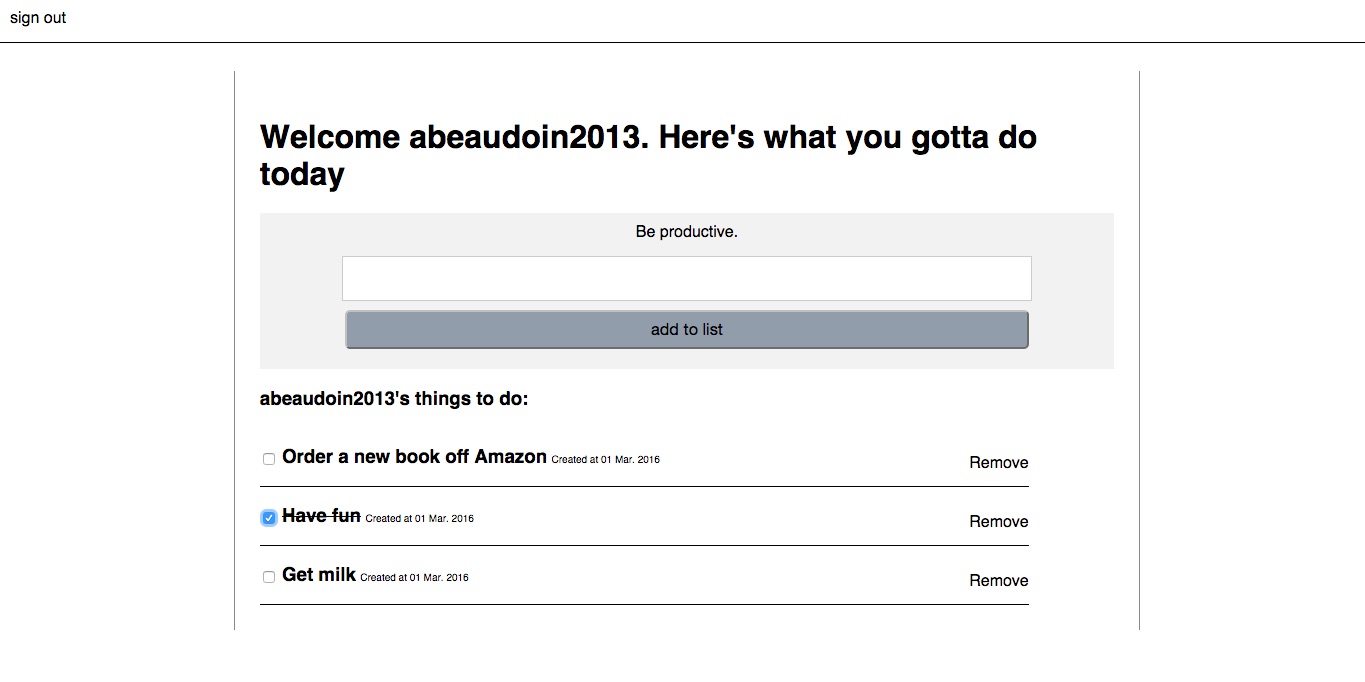 sign out
Welcome abeaudoin2013. Here's what you gotta do
today
Be productive.
add to list
abeaudoin2013's things to do:
Order a new book off Amazon Created at 01 Mar. 2016 Remove
Have fun Created at 01 Mar. 2016 Remove
Get milk Created at 01 Mar. 2016 Remove